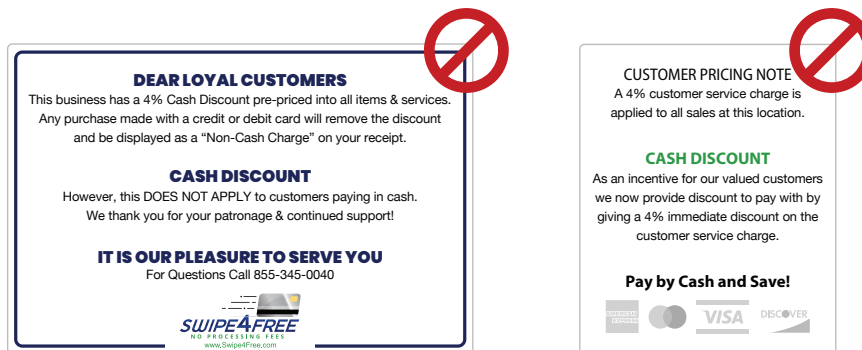 DEAR LOYAL CUSTOMERS
This business has a 4% Cash Discount pre-priced into all items & services.
Any purchase made with a credit or debit card will remove the discount
and be displayed as a “Non-Cash Charge” on your receipt.
CASH DISCOUNT
However, this DOES NOT APPLY to customers paying in cash.
We thank you for your patronage & continued support!
IT IS OUR PLEASURE TO SERVE YOU
For Questions Call 855-345-0040
SWIPE4FREE
NO PROCESSING FEES
www.Swipe4Free.com
CUSTOMER PRICING NOTE
A 4% customer service charge is
applied to all sales at this location.
CASH DISCOUNT
As an incentive for our valued customers
we now provide discount to pay with by
giving a 4% immediate discount on the
customer service charge.
Pay by Cash and Save!
AMERICAN
EXPRESS
VISA
DISCOVER